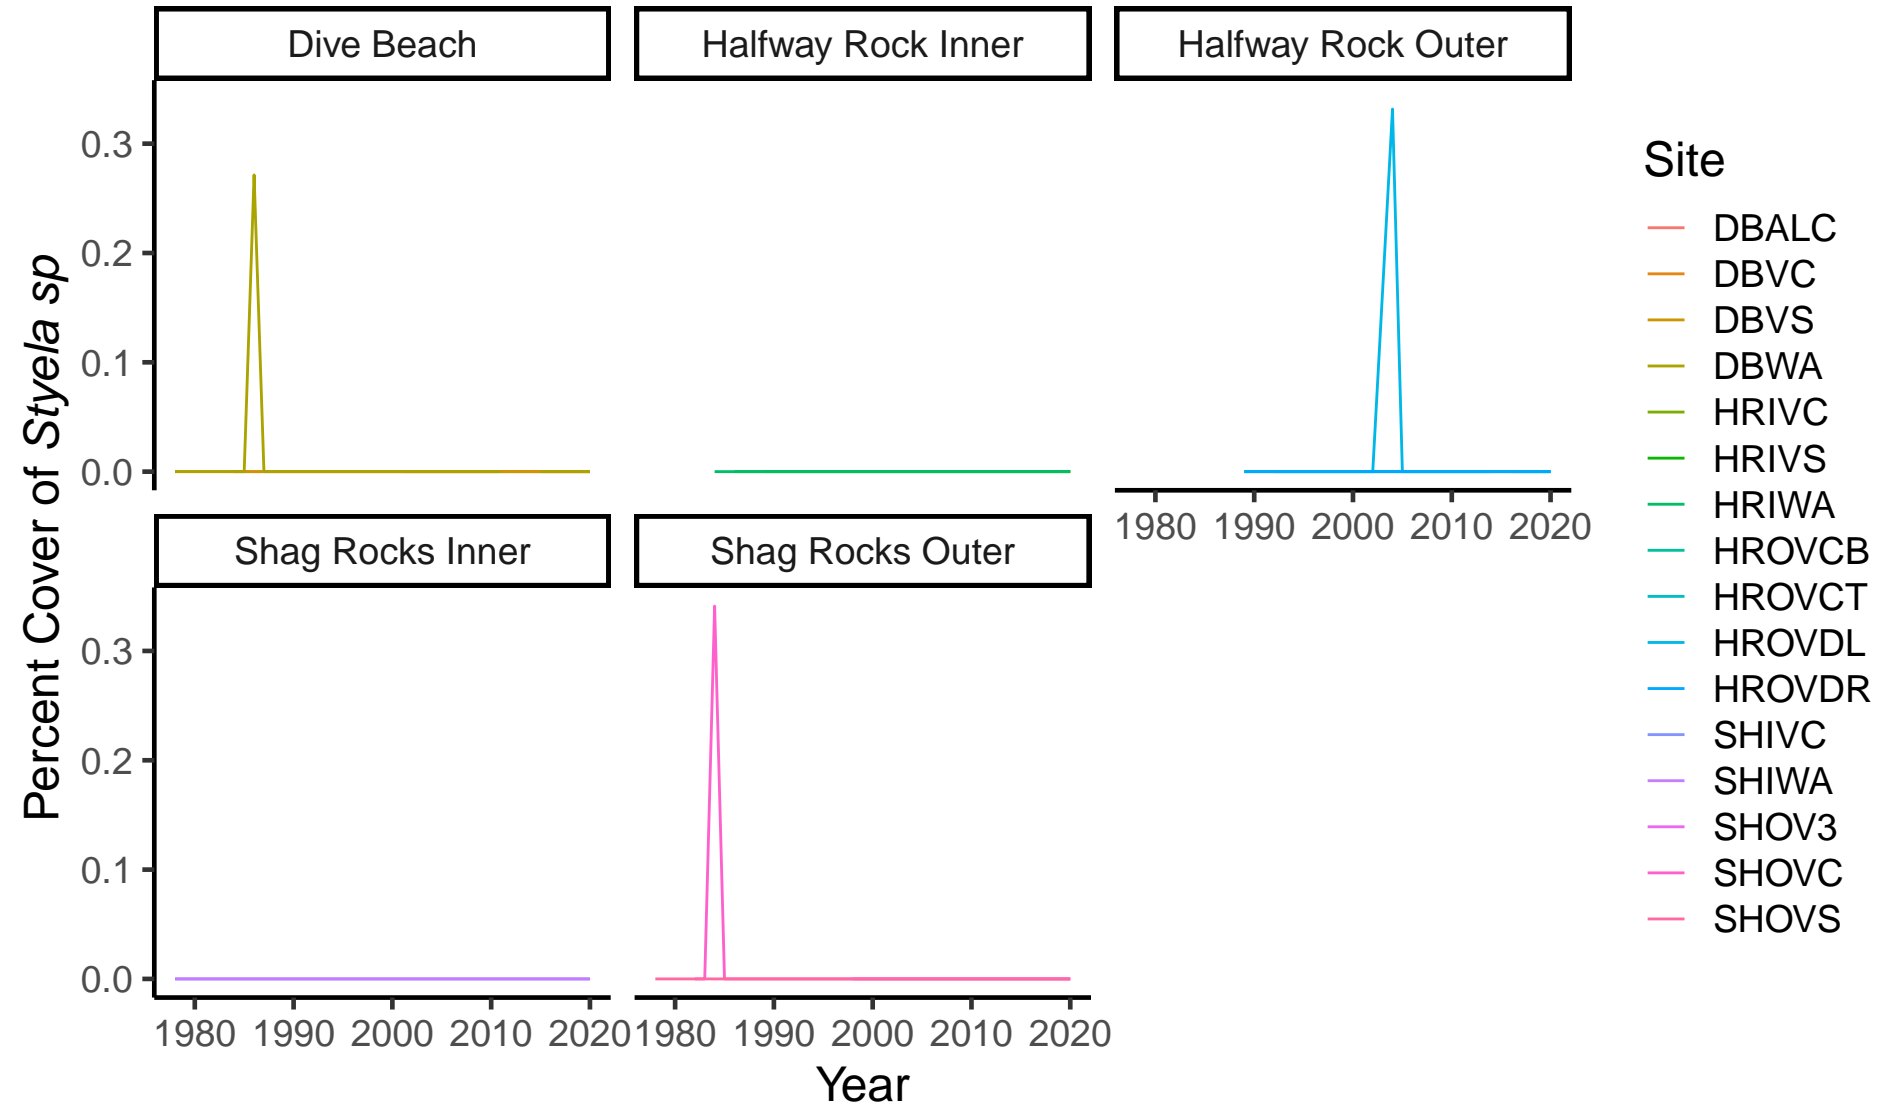 Dive Beach
Halfway Rock Inner
Halfway Rock Outer
0.3
0.2
0.1
0.0
1980 1990 2000 2010 2020
Shag Rocks Inner
Shag Rocks Outer
0.3
0.2
0.1
0.0
1980 1990 2000 2010 2020
1980 1990 2000 2010 2020
Year
Percent Cover of Styela sp
Site
DBALC
DBVC
DBVS
DBWA
HRIVC
HRIVS
HRIWA
HROVCB
HROVCT
HROVDL
HROVDR
SHIVC
SHIWA
SHOV3
SHOVC
SHOVS